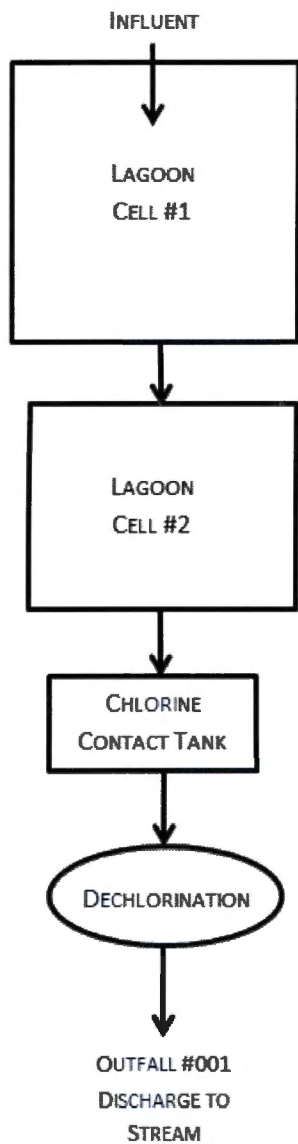 INFLUENT
LAGOON
CELL #1
LAGOON
CELL #2
CHLORINE
CONTACT TANK
DECHLORINATION
OUTFALL #001
DISCHARGE TO
STREAM